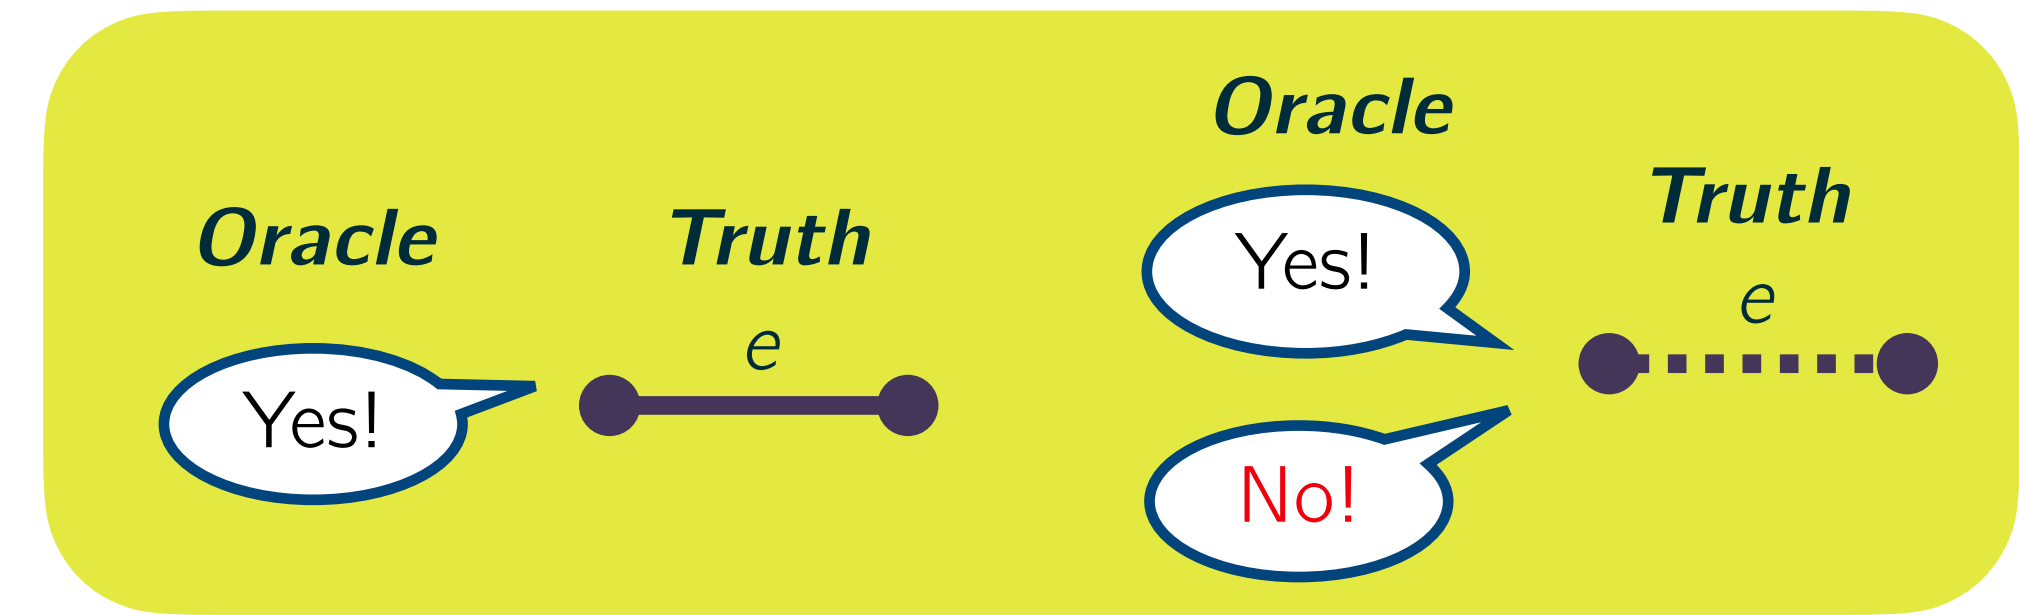 Oracle
Truth
e
Yes!
Oracle
Truth
Yes!
e
No!